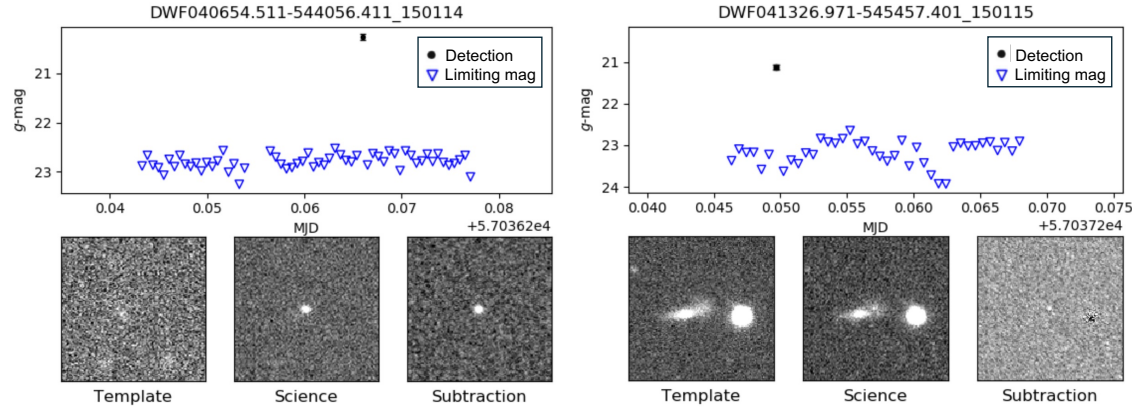 DWF040654.511-544056.411_150114
Detection
Limiting mag
g-mag
21
22
23
0.04
0.05
0.06
0.07
0.08
MJD
+5.70362e4
Template
Science
Subtraction
DWF041326.971-545457.401_150115
Detection
Limiting mag
g-mag
21
22
23
24
0.040
0.045
0.050
0.055
0.060
0.065
0.070
0.075
MJD
+5.70372e4
Template
Science
Subtraction